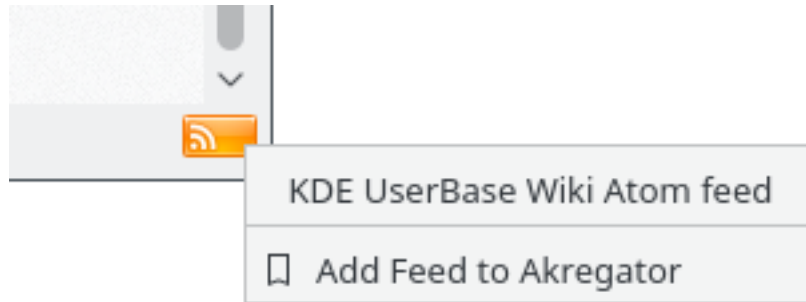 KDE UserBase Wiki Atom feed
Add Feed to Akregator